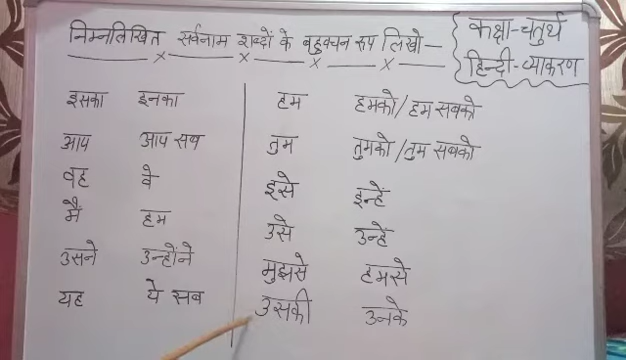 निम्नलिखित सर्वनाम शब्दों के बहुवचन रूप लिखो—
कक्षा-चतुर्थ
हिन्दी-व्याकरण
इसका इनका
आप आप सब
वह वे
मैं हम
उसने उन्होंने
यह ये सब
हम हमको/हम सबको
तुम तुमको/तुम सबको
इसे इन्हें
उसे उन्हें
मुझसे हमसे
उसकी उनके